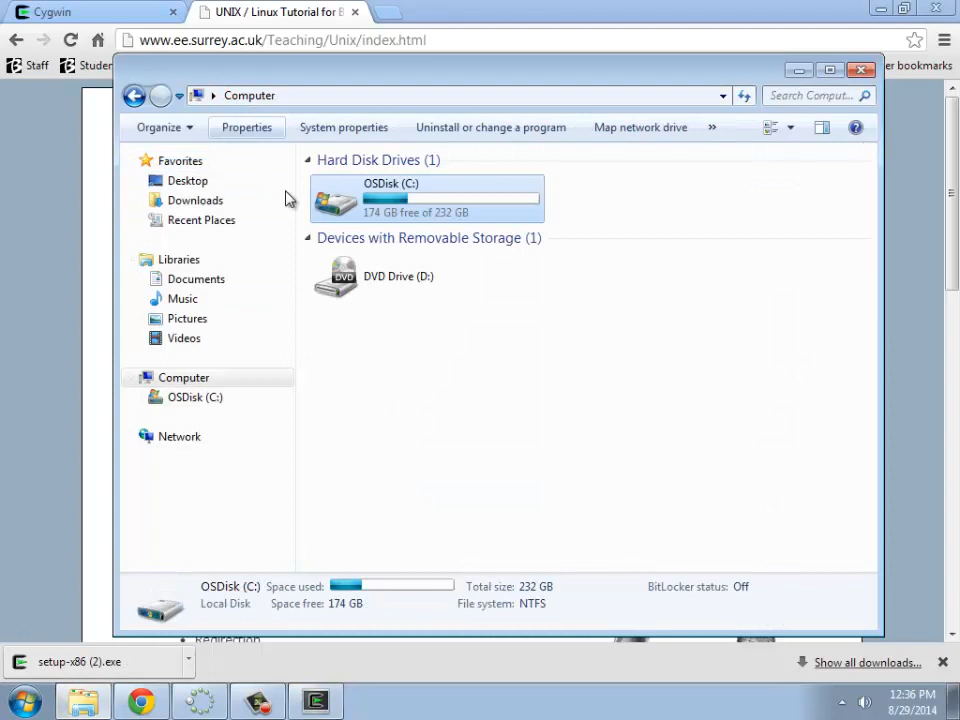 Cygwin
UNIX / Linux Tutorial for B
www.ee.surrey.ac.uk/Teaching/Unix/index.html
Staff
Studen
er bookmarks
Computer
Search Comput...
Organize
Properties
System properties
Uninstall or change a program
Map network drive
»
Favorites
Desktop
Downloads
Recent Places
Libraries
Documents
Music
Pictures
Videos
Computer
OSDisk (C:)
Network
Hard Disk Drives (1)
OSDisk (C:)
174 GB free of 232 GB
Devices with Removable Storage (1)
DVD
DVD Drive (D:)
OSDisk (C:) Space used: Total size: 232 GB BitLocker status: Off
Local Disk Space free: 174 GB File system: NTFS
Redirection
setup-x86 (2).exe
Show all downloads...
12:36 PM
8/29/2014